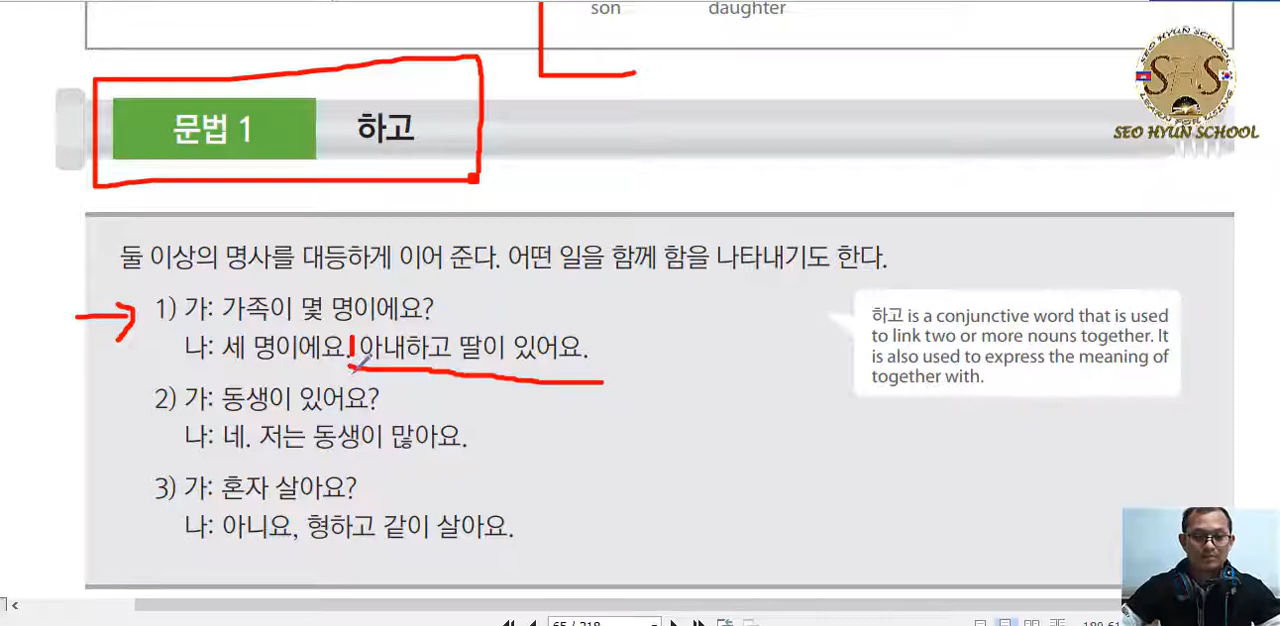 son daughter
SEO HYUN SCHOOL
SHS
LEARN FOR USING
SEO HYUN SCHOOL
문법 1 하고
둘 이상의 명사를 대등하게 이어 준다. 어떤 일을 함께 함을 나타내기도 한다.
1) 가: 가족이 몇 명이에요?
나: 세 명이에요. 아내하고 딸이 있어요.
2) 가: 동생이 있어요?
나: 네. 저는 동생이 많아요.
3) 가: 혼자 살아요?
나: 아니요, 형하고 같이 살아요.
하고 is a conjunctive word that is used
to link two or more nouns together. It
is also used to express the meaning of
together with.
65 / 218